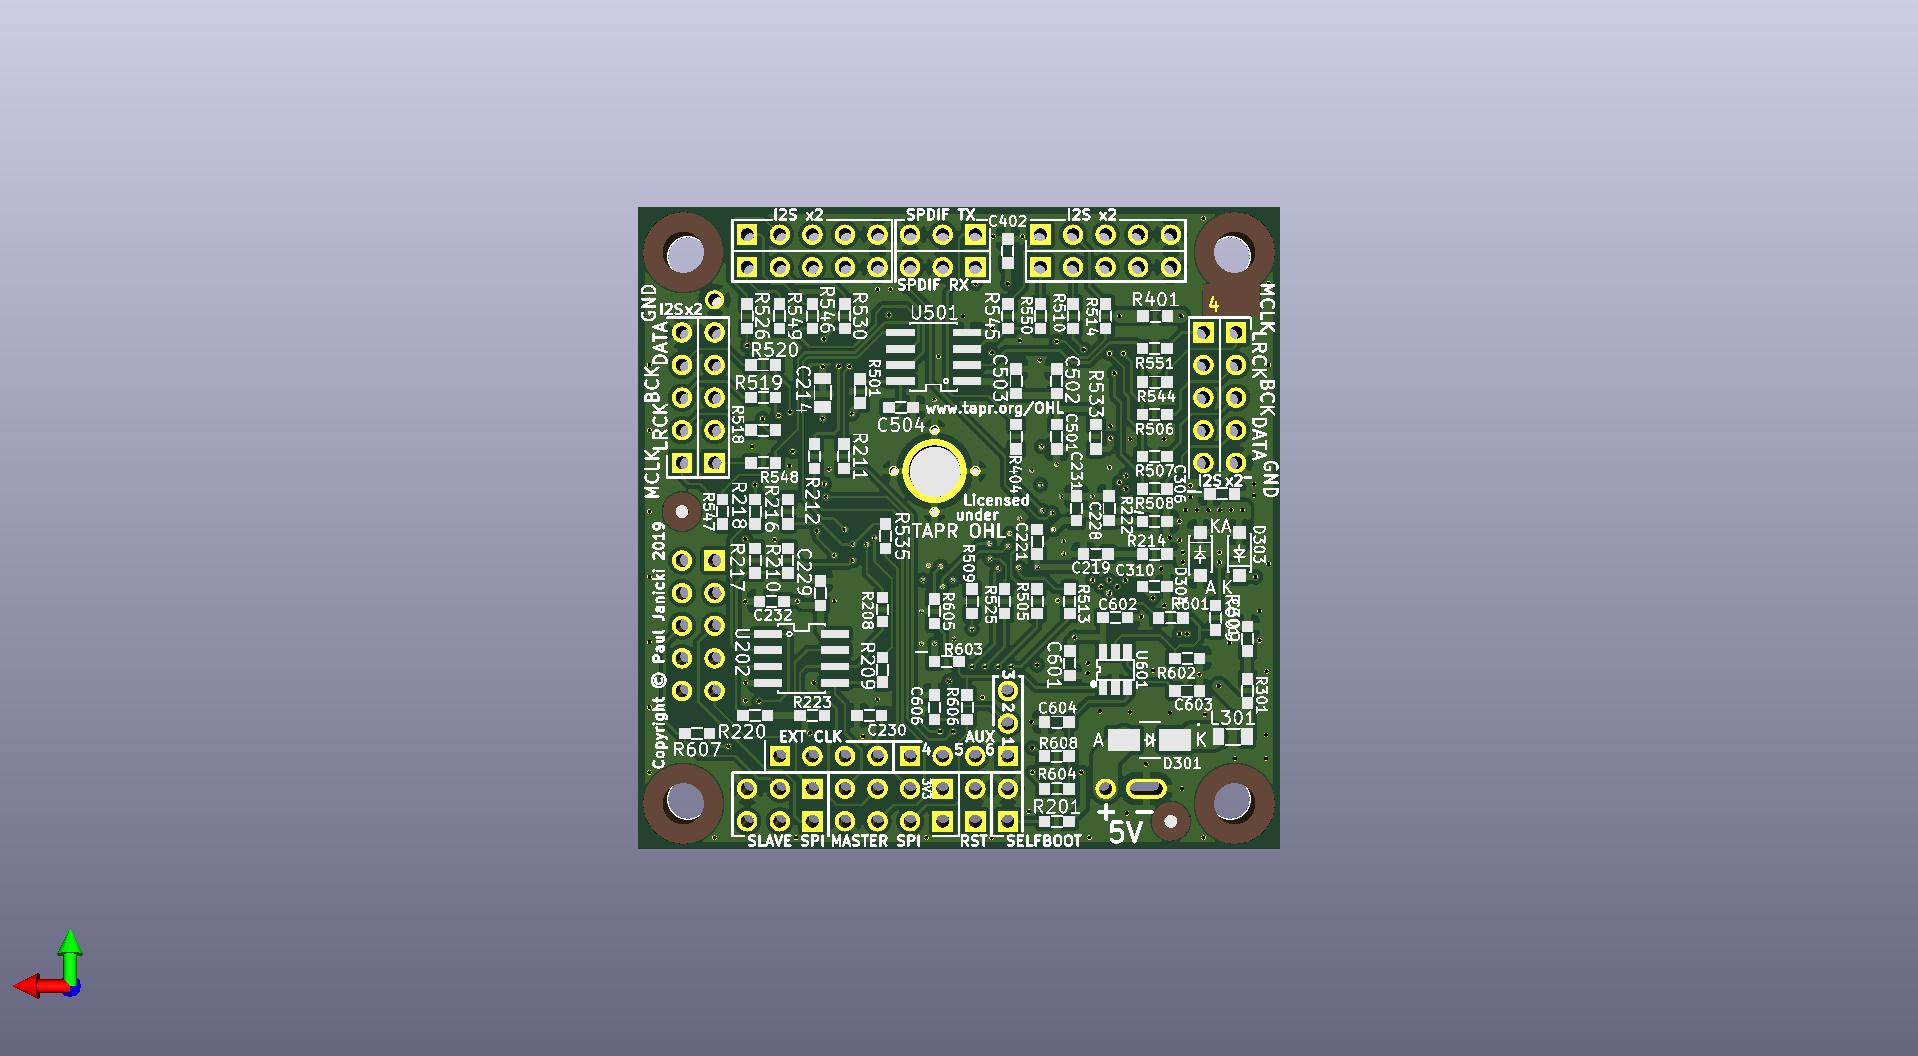 I2S x2
SPDIF TX
C402
I2S x2
SPDIF RX
GND
I2Sx2
DATA
BCK
LRCK
MCLK
R526
R549
R546
R530
U501
R545
R550
R510
R514
R401
4
MCLK
LRCK
BCK
DATA
GND
R520
R519
C214
R501
C503
C502
R533
R551
R544
R506
www.tapr.org/OHL
C504
R518
R548
R211
R404
C501
C231
R507
C306
I2S x2
R508
Licensed
under
TAPR OHL
R547
R218
R216
R212
R535
C221
C228
R222
R214
KA
D303
Copyright © Paul Janicki 2019
R217
R210
C229
C232
R208
R605
R509
R525
R505
R513
C219
C310
A K
C602
R601
U202
R209
R603
C601
U601
R602
C603
R301
R223
C606
R606
3
2
1
C604
L301
R220
R607
EXT CLK
C230
AUX
4
5
6
R608
A
K
D301
R604
3V3
R201
+
−
5V
SLAVE SPI
MASTER SPI
RST
SELFBOOT